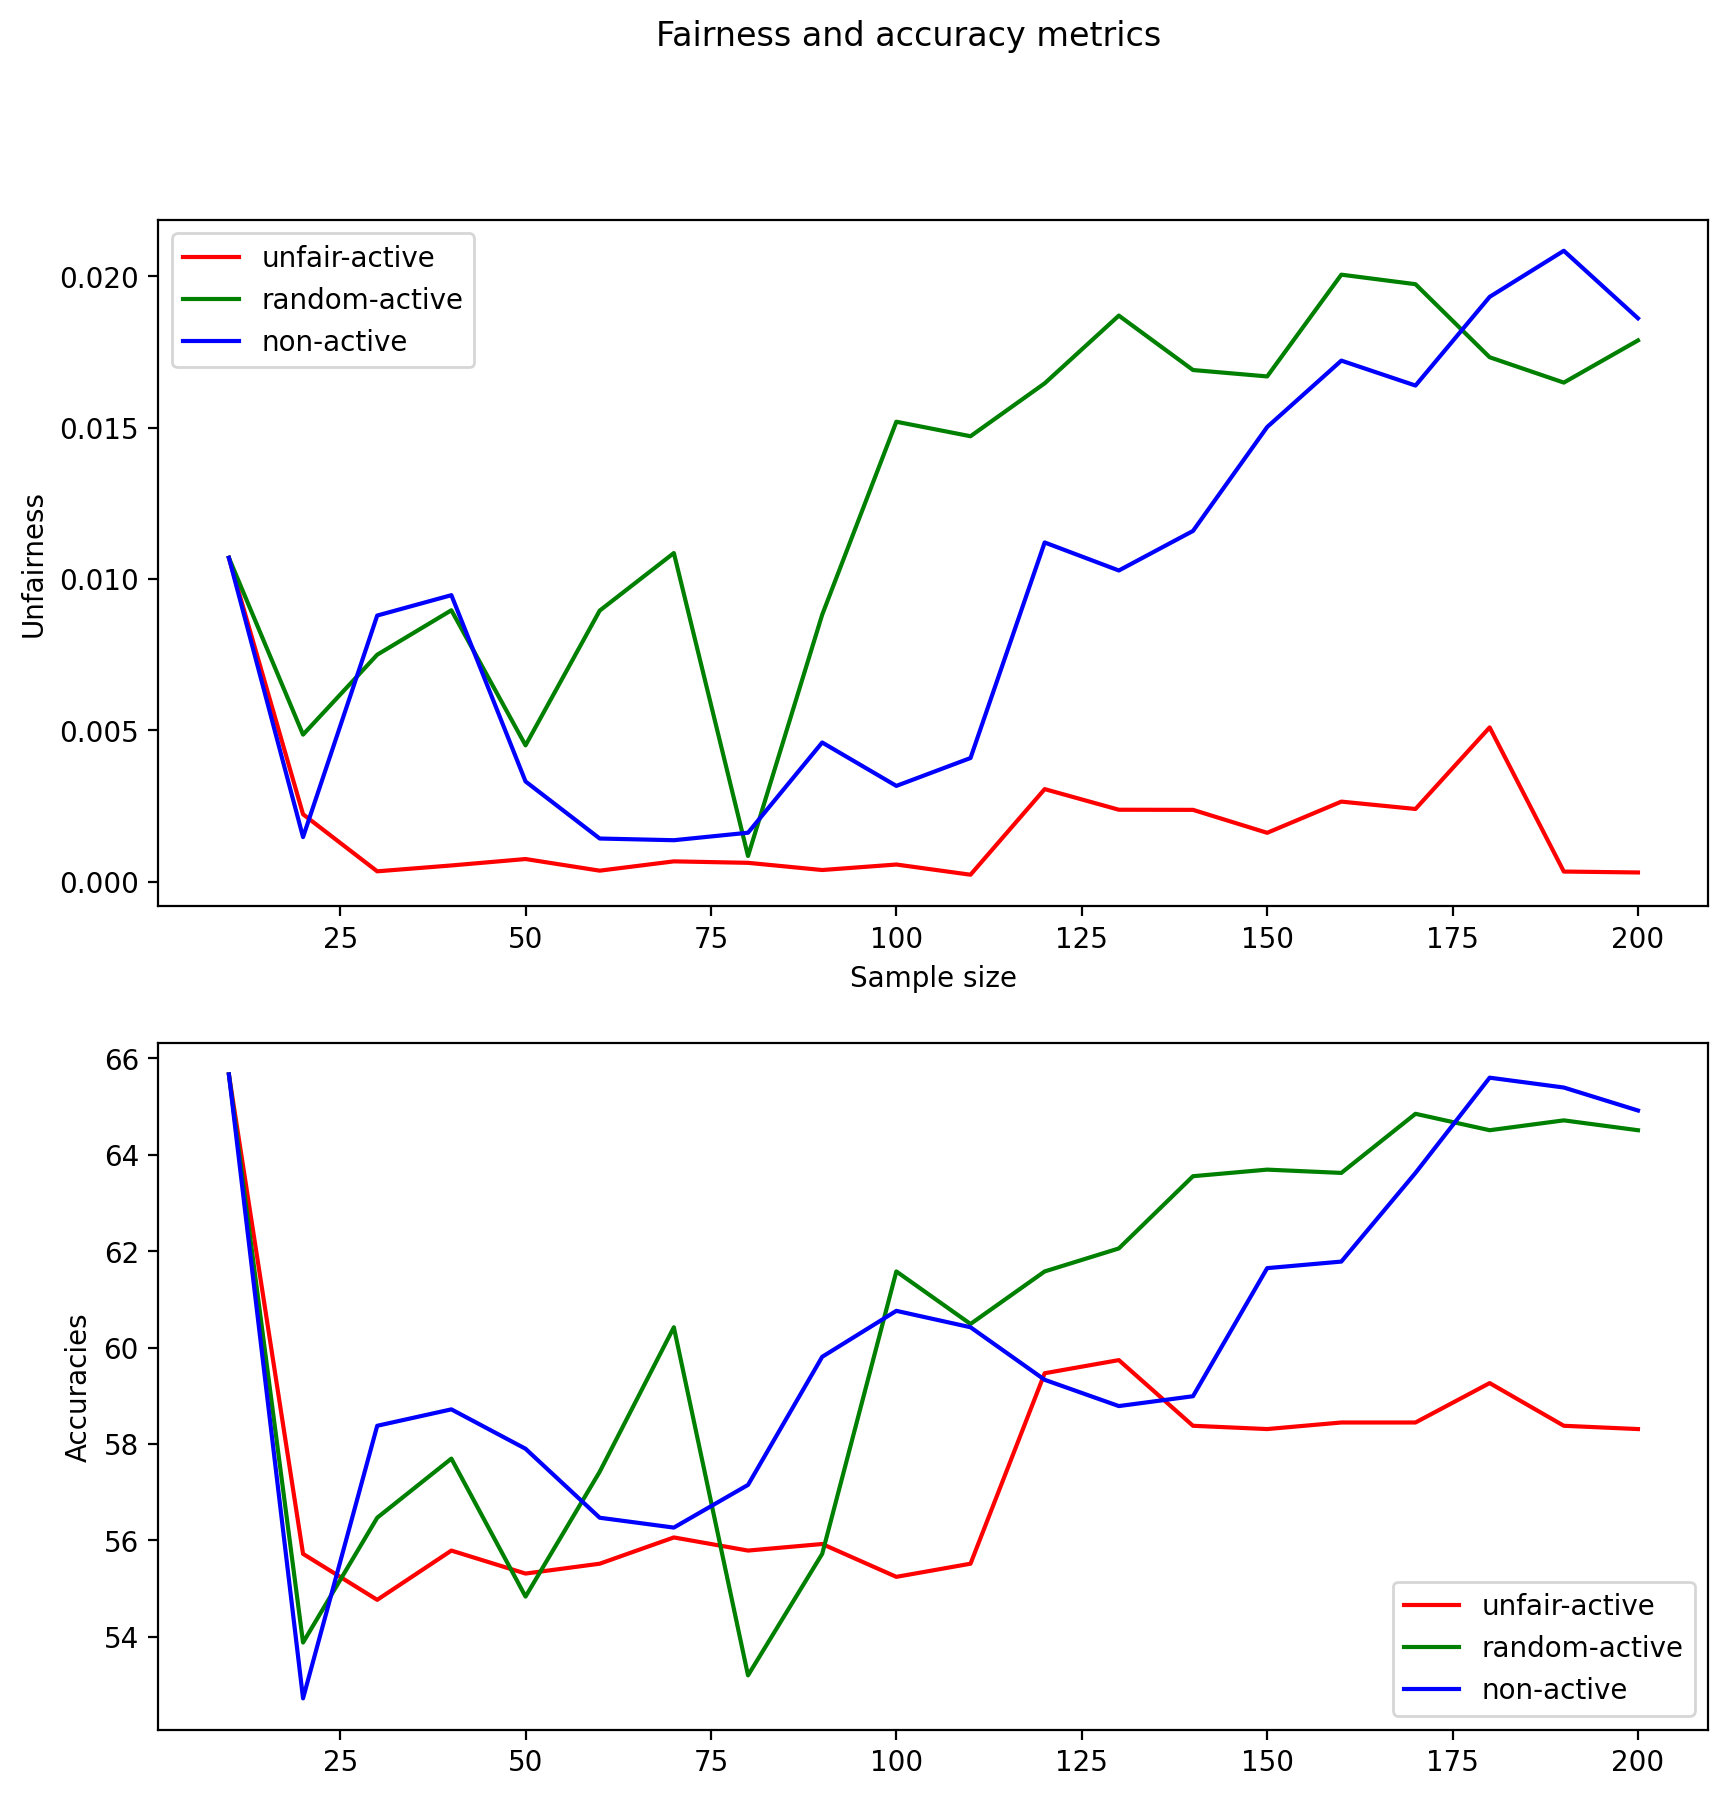 Fairness and accuracy metrics
unfair-active
random-active
non-active
0.020
0.015
0.010
0.005
0.000
Unfairness
25 50 75 100 125 150 175 200
Sample size
66
64
62
60
58
56
54
Accuracies
unfair-active
random-active
non-active
25 50 75 100 125 150 175 200